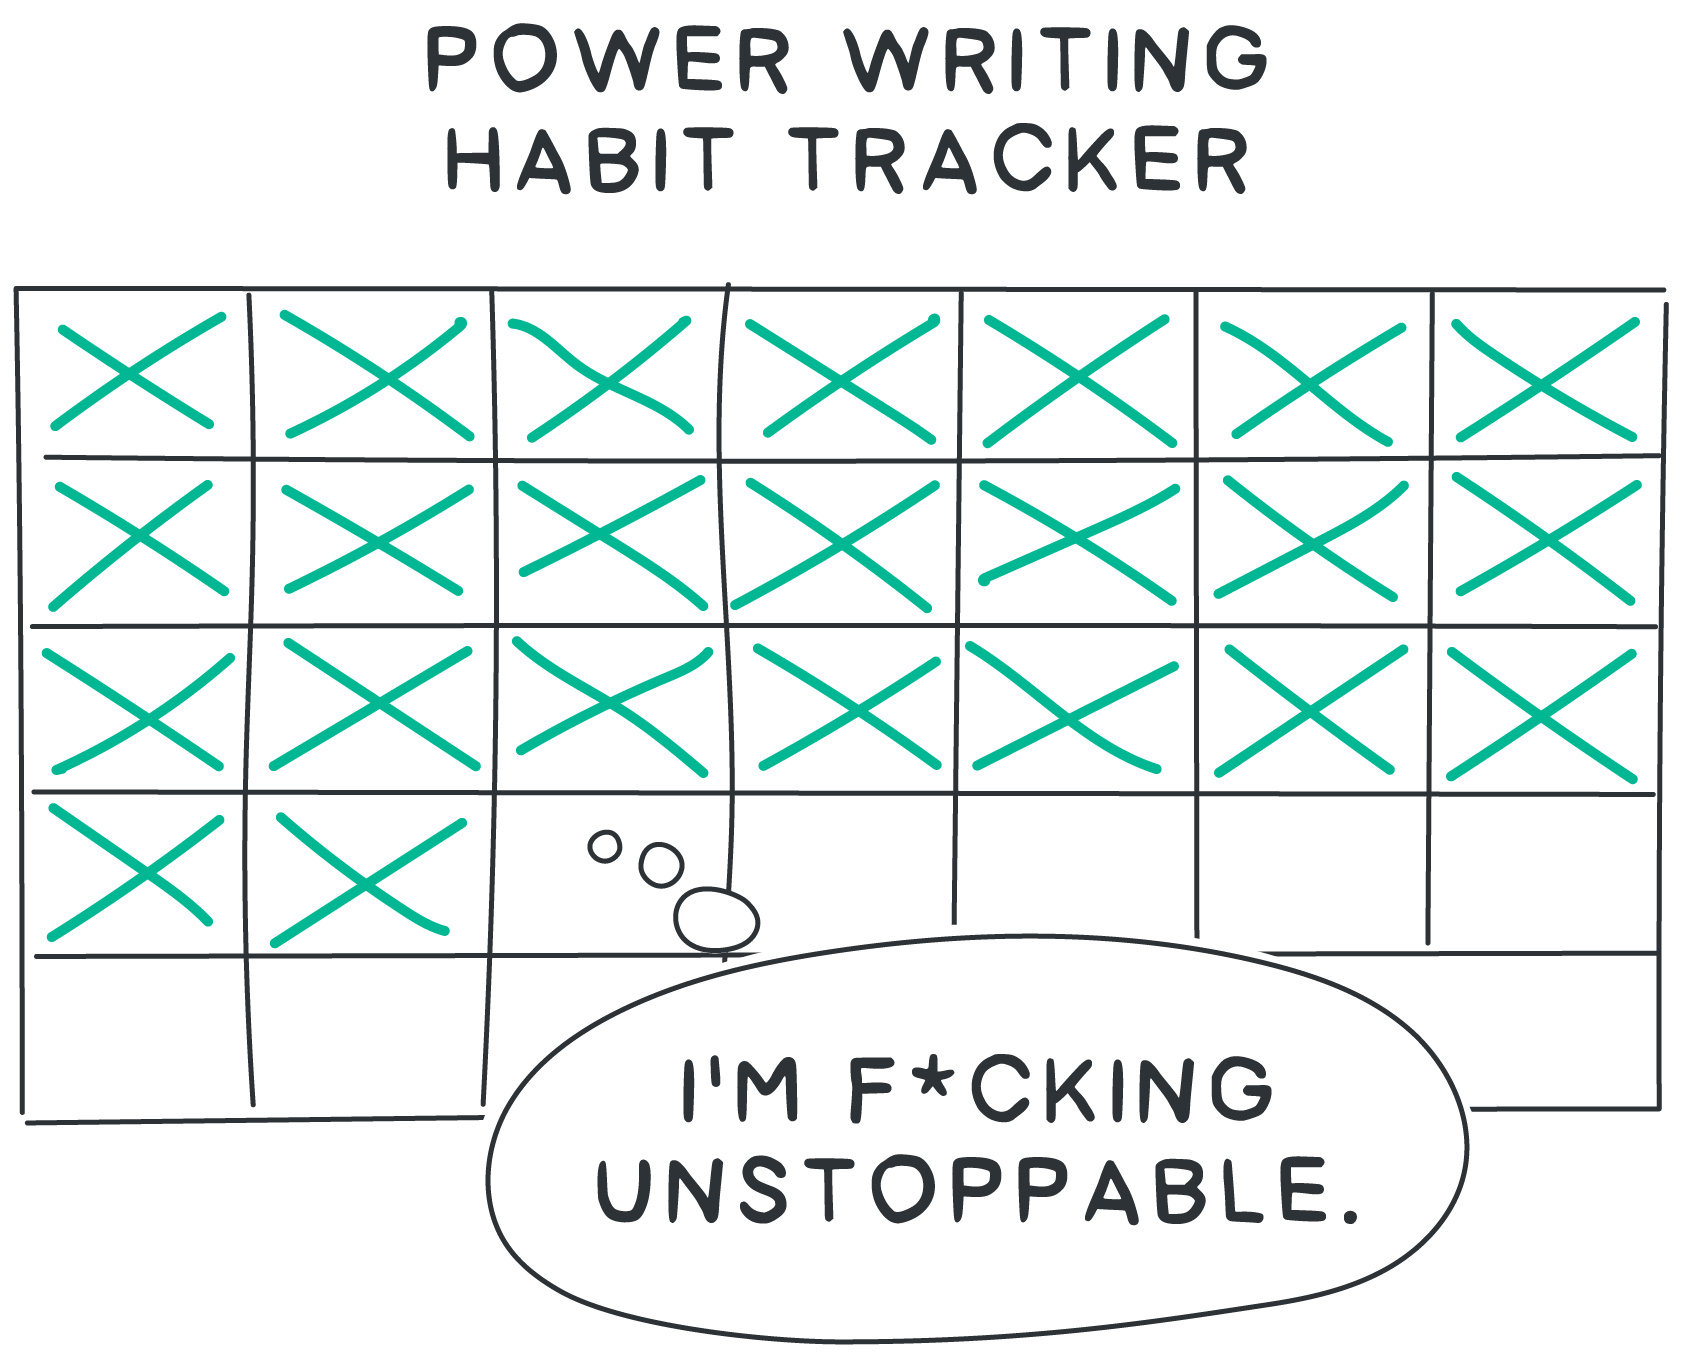 POWER WRITING
HABIT TRACKER
I'M F*CKING
UNSTOPPABLE.